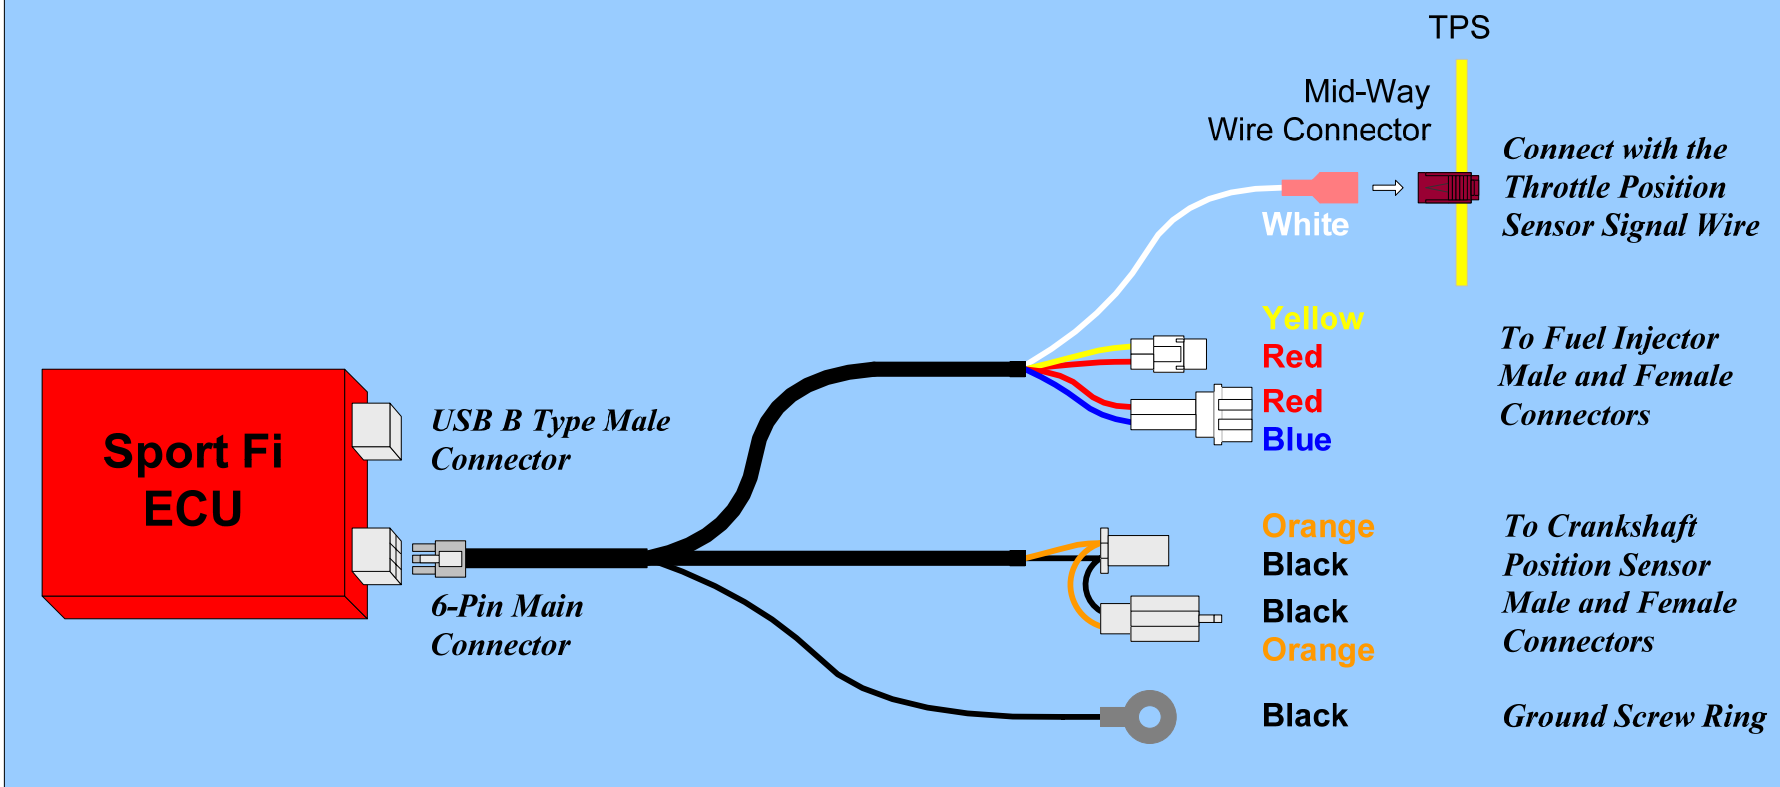 TPS
Mid-Way
Wire Connector
Connect with the
Throttle Position
Sensor Signal Wire
White
Yellow
Red
Red
Blue
To Fuel Injector
Male and Female
Connectors
Sport Fi
ECU
USB B Type Male
Connector
6-Pin Main
Connector
Orange
Black
Black
Orange
To Crankshaft
Position Sensor
Male and Female
Connectors
Black
Ground Screw Ring